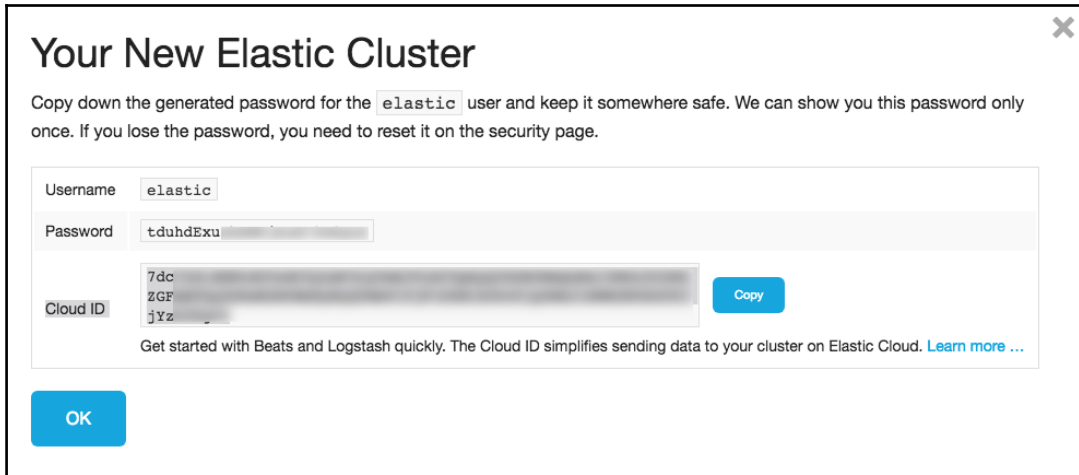 Your New Elastic Cluster
Copy down the generated password for the elastic user and keep it somewhere safe. We can show you this password only
once. If you lose the password, you need to reset it on the security page.
Username elastic
Password tduhdExu
Cloud ID
7dc
ZGF
jYz
Copy
Get started with Beats and Logstash quickly. The Cloud ID simplifies sending data to your cluster on Elastic Cloud. Learn more ...
OK